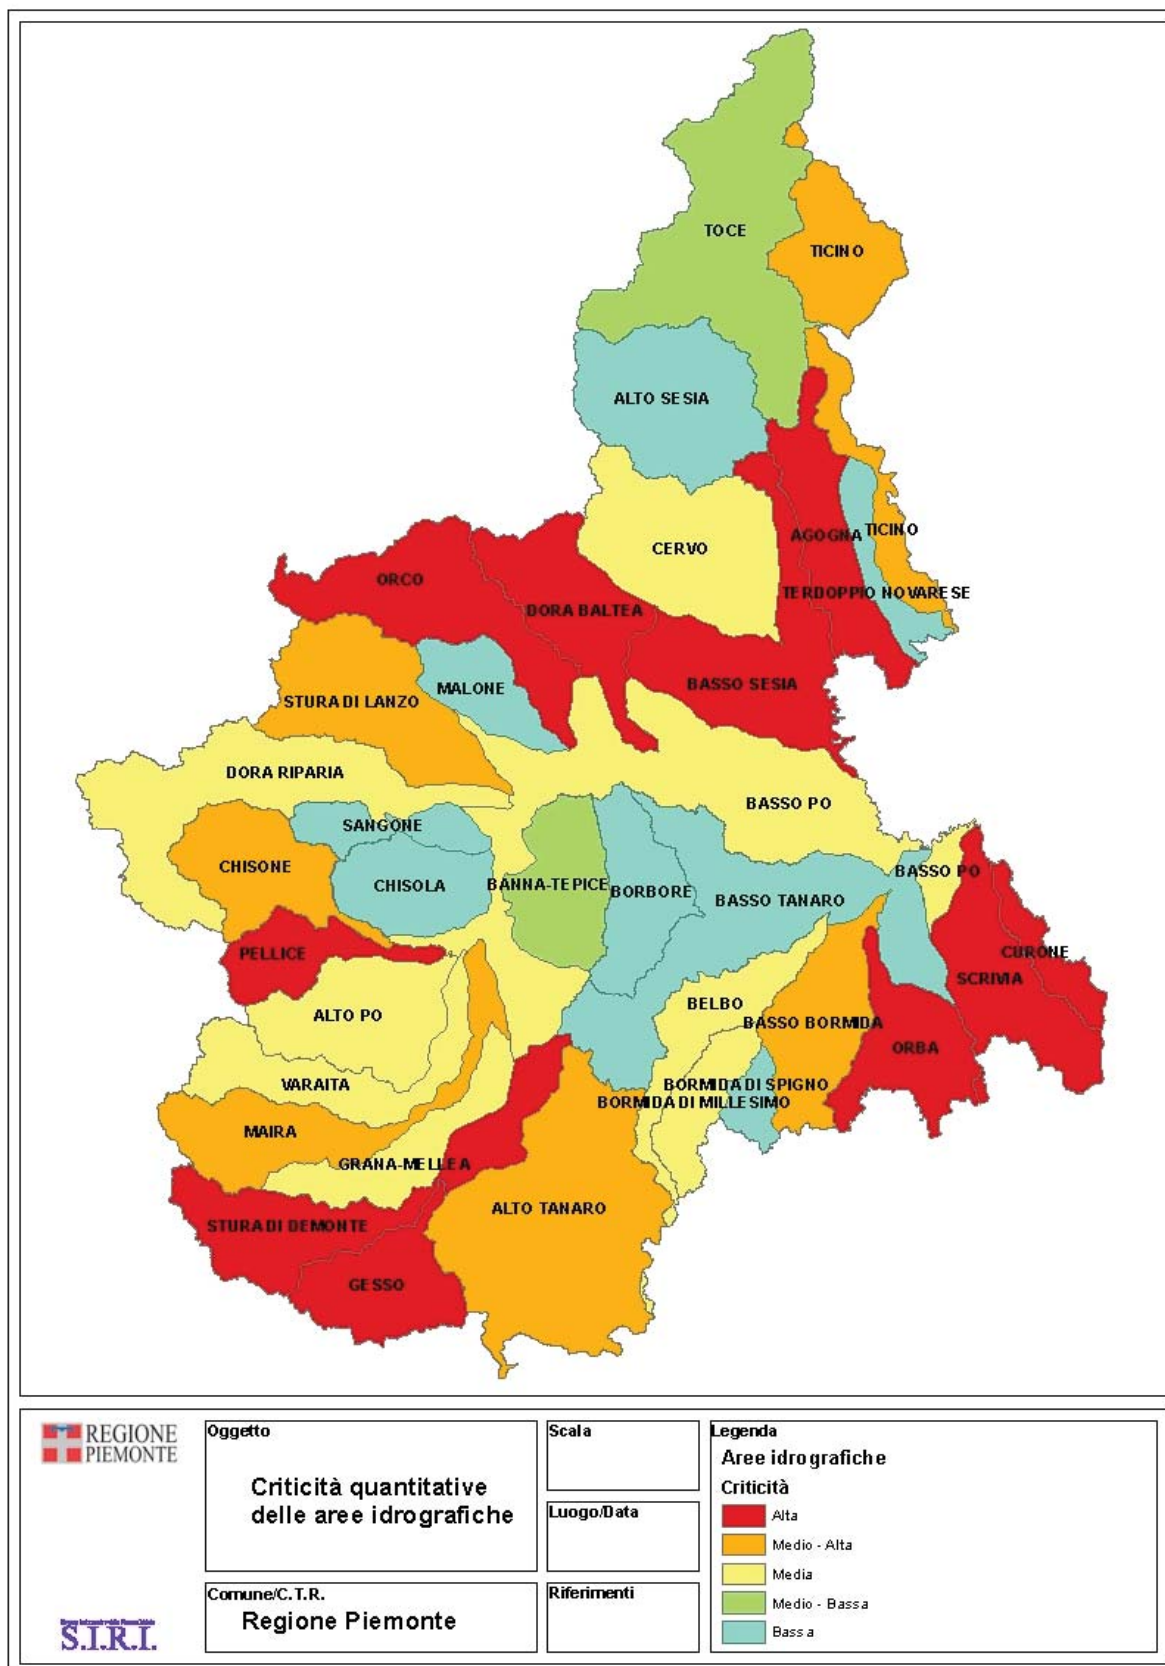 TOCE
TICINO
ALTO SESIA
AGOGNA
TICINO
CERVO
ORCO
TERDOPPIO NOVARESE
DORA BALTEA
BASSO SESIA
MALONE
STURA DI LANZO
DORA RIPARIA
BASSO PO
SANGONE
CHISONE
BASSO PO
CHISOLA
BANNA-TEPICE
BORBORE
BASSO TANARO
PELLICE
CURONE
SCRIVIA
BELBO
ALTO PO
BASSO BORMIDA
ORBA
VARAITA
BORMIDA DI SPIGNO
BORMIDA DI MILLESIMO
MAIRA
GRANA-MELLEA
ALTO TANARO
STURA DI DEMONTE
GESSO
REGIONE
PIEMONTE
S.I.R.I.
Oggetto
Criticità quantitative
delle aree idrografiche
Comune/C.T.R.
Regione Piemonte
Scala
Luogo/Data
Riferimenti
Legenda
Aree idrografiche
Criticità
Alta
Medio - Alta
Media
Medio - Bassa
Bassa